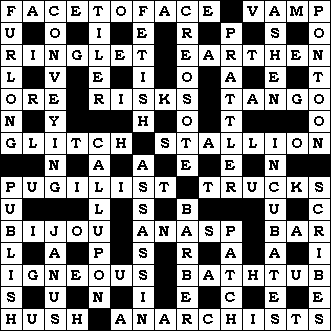 FACETOFACE VAMP
U O I E R P S O
RINGLET EARTHEN
L V E I O A E T
ORE RISKS TANGO
N Y H O T O
GLITCH STALLION
N A A E E N
PUGILIST TRUCKS
U L S B U C
BIJOU ANASP BAR
L A P S R A A I
IGNEOUS BATHTUB
S U N I E C E E
HUSH ANARCHISTS